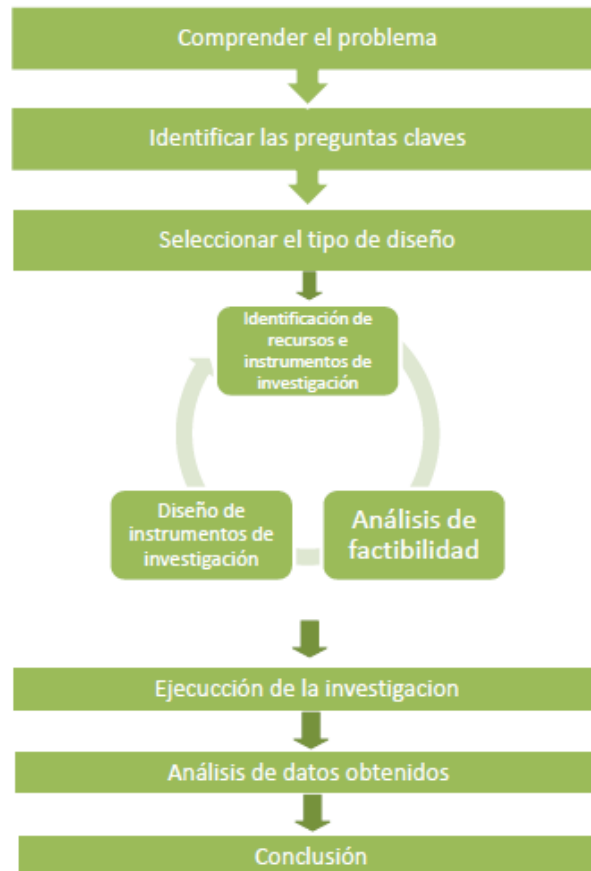 Comprender el problema
Identificar las preguntas claves
Seleccionar el tipo de diseño
Identificación de
recursos e
instrumentos de
investigación
Diseño de
instrumentos de
investigación
Análisis de
factibilidad
Ejecución de la investigacion
Análisis de datos obtenidos
Conclusión